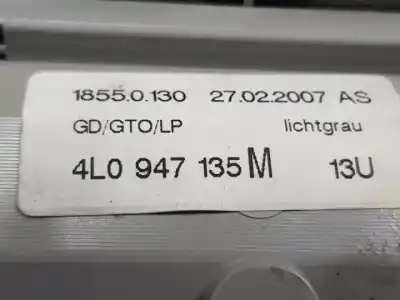 1855.0.130 27.02.2007 AS
GD/GTO/LP lichtgrau
4L0 947 135 M 13U